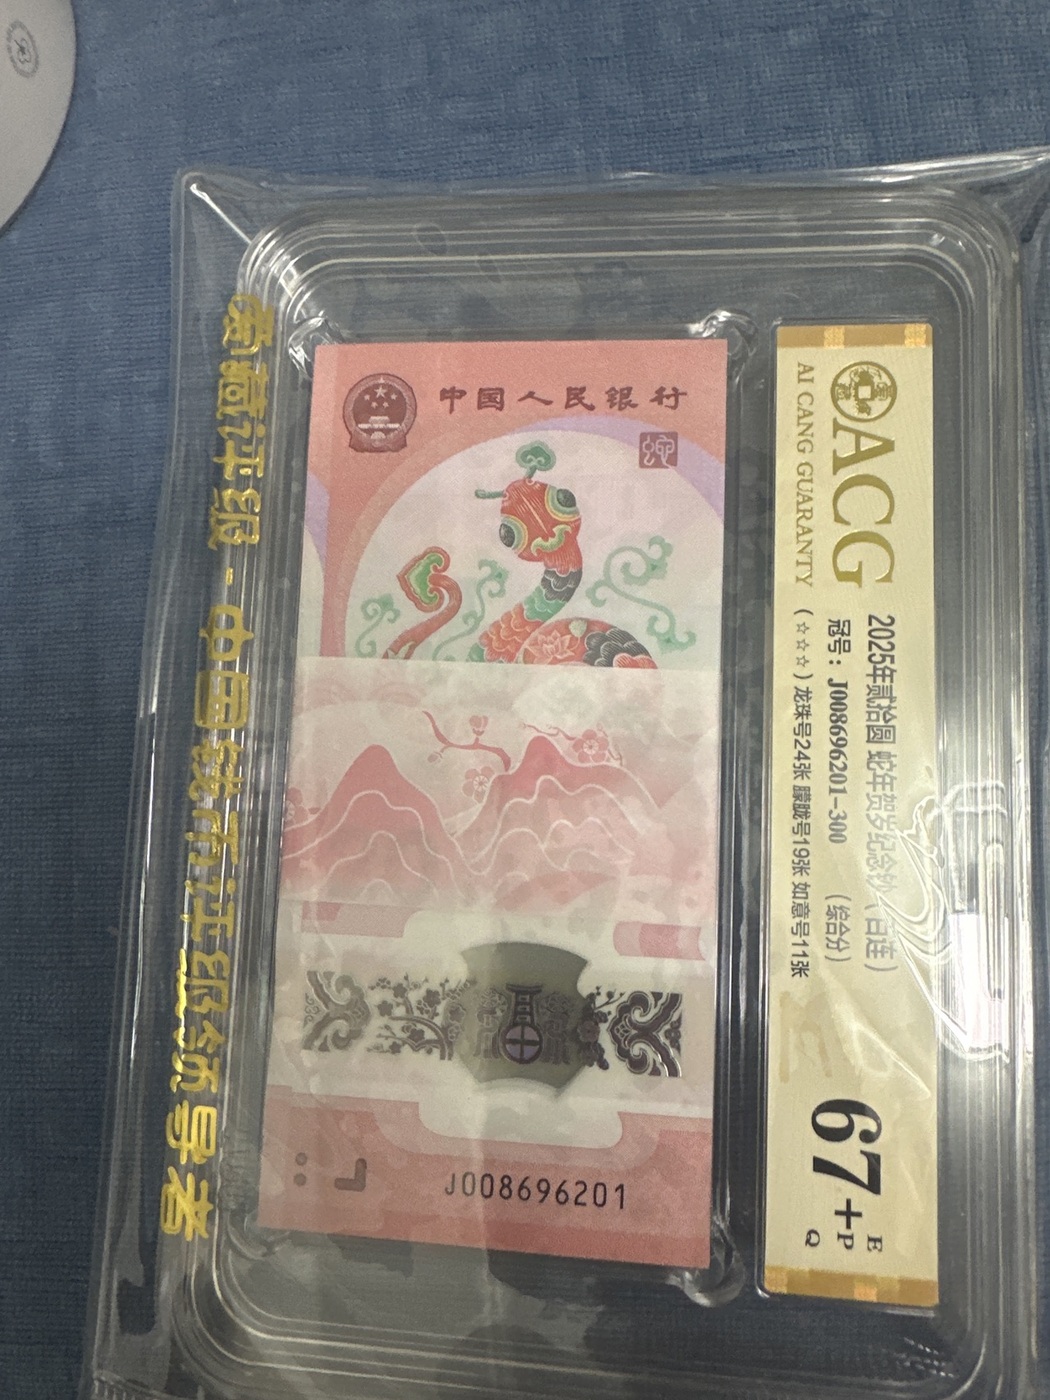 爱藏评级-中国钱币评级领导者
中国人民银行
J008696201
ACG
AI CANG GUARANTY
2025年贰拾圆 蛇年贺岁纪念钞 (百连)
冠号: J008696201-300 (综合分)
(☆☆☆) 龙珠号24张 朦胧号19张 如意号11张
67+
E
P
Q